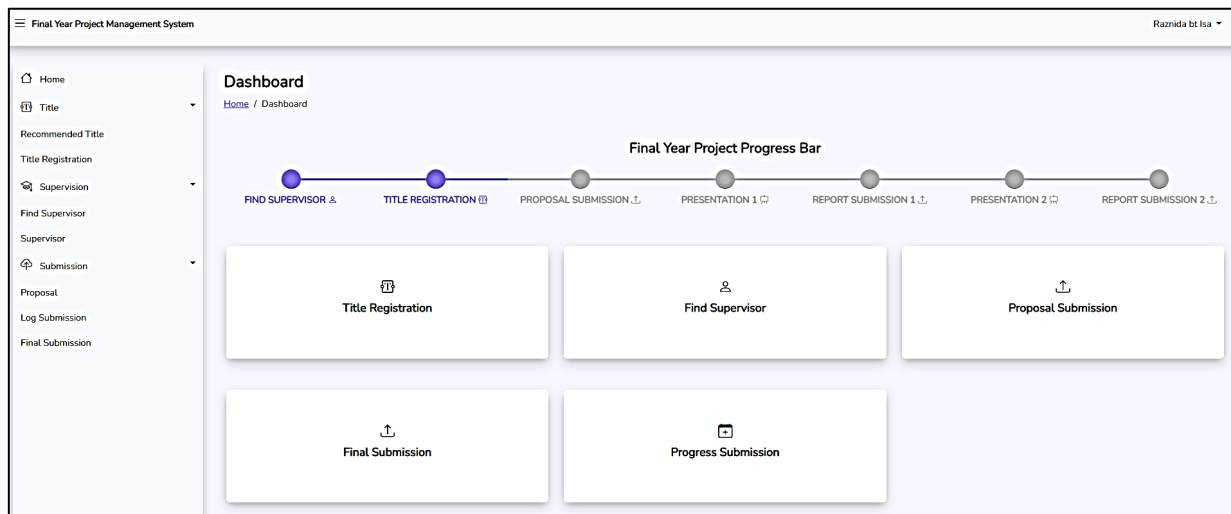 Final Year Project Management System
Raznida bt Isa
Home
Title
Recommended Title
Title Registration
Supervision
Find Supervisor
Supervisor
Submission
Proposal
Log Submission
Final Submission
Dashboard
Home / Dashboard
Final Year Project Progress Bar
FIND SUPERVISOR
TITLE REGISTRATION
PROPOSAL SUBMISSION
PRESENTATION 1
REPORT SUBMISSION 1
PRESENTATION 2
REPORT SUBMISSION 2
Title Registration
Find Supervisor
Proposal Submission
Final Submission
Progress Submission